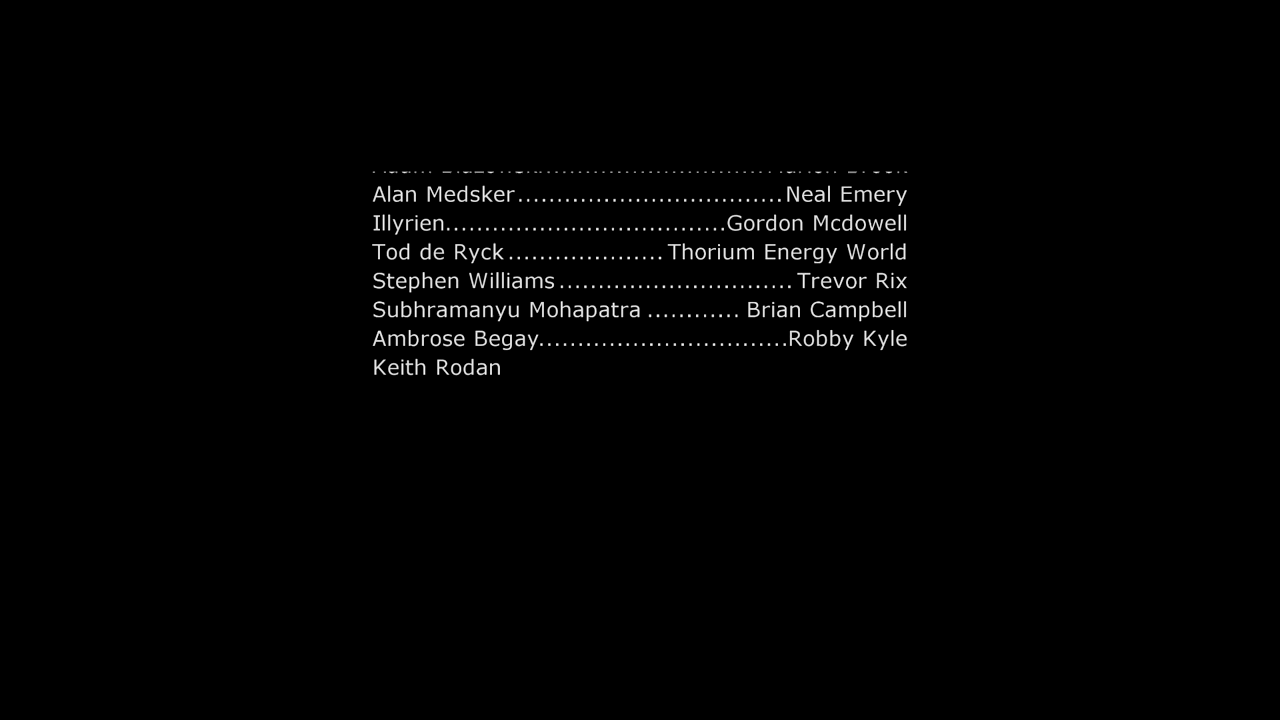 Alan Medsker..................................Neal Emery
Illyrien....................................Gordon Mcdowell
Tod de Ryck....................Thorium Energy World
Stephen Williams..............................Trevor Rix
Subhramanyu Mohapatra............Brian Campbell
Ambrose Begay................................Robby Kyle
Keith Rodan